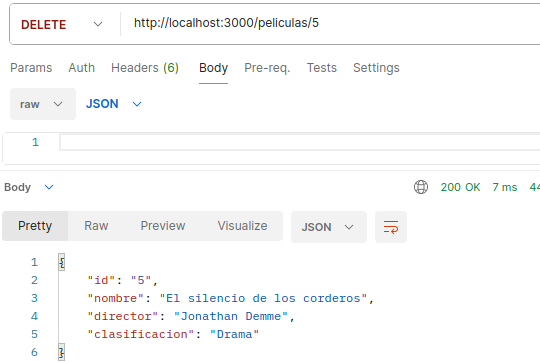 DELETE http://localhost:3000/peliculas/5
Params Auth Headers (6) Body Pre-req. Tests Settings
raw JSON
1
Body 200 OK 7 ms 44
Pretty Raw Preview Visualize JSON
1 {
2 "id": "5",
3 "nombre": "El silencio de los corderos",
4 "director": "Jonathan Demme",
5 "clasificacion": "Drama"
6 }